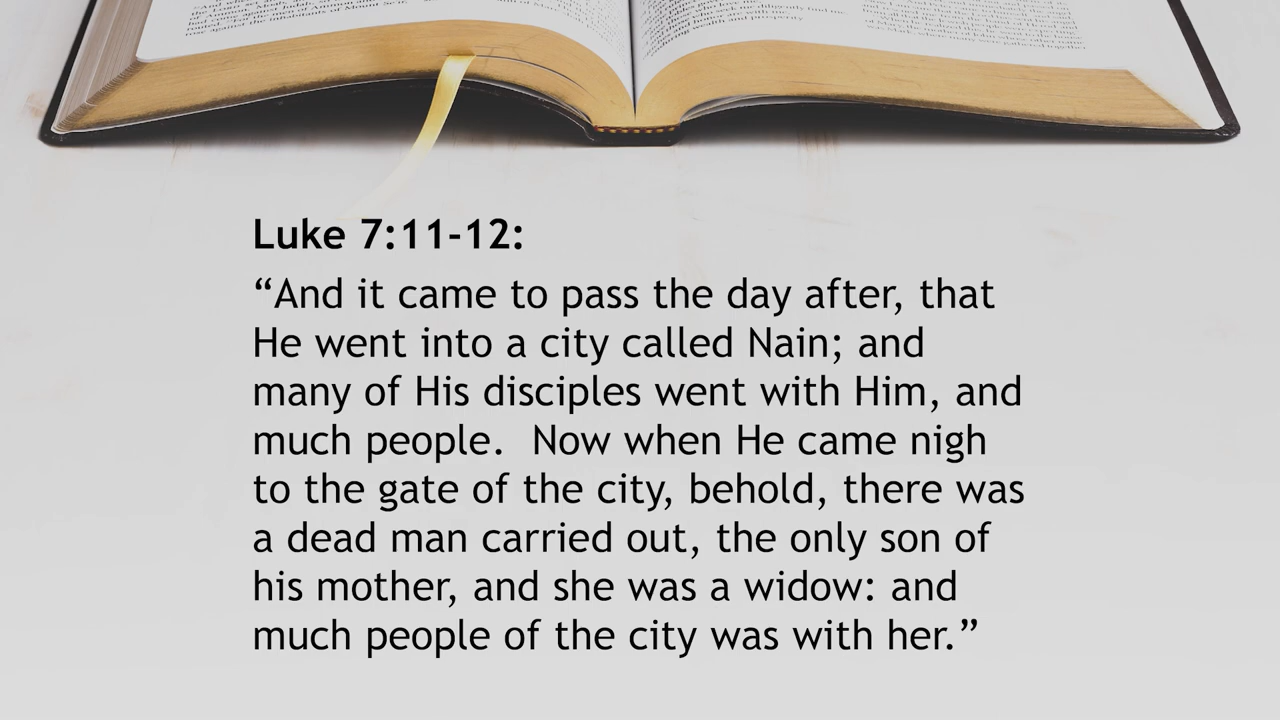 Luke 7:11-12:
“And it came to pass the day after, that
He went into a city called Nain; and
many of His disciples went with Him, and
much people.  Now when He came nigh
to the gate of the city, behold, there was
a dead man carried out, the only son of
his mother, and she was a widow: and
much people of the city was with her.”